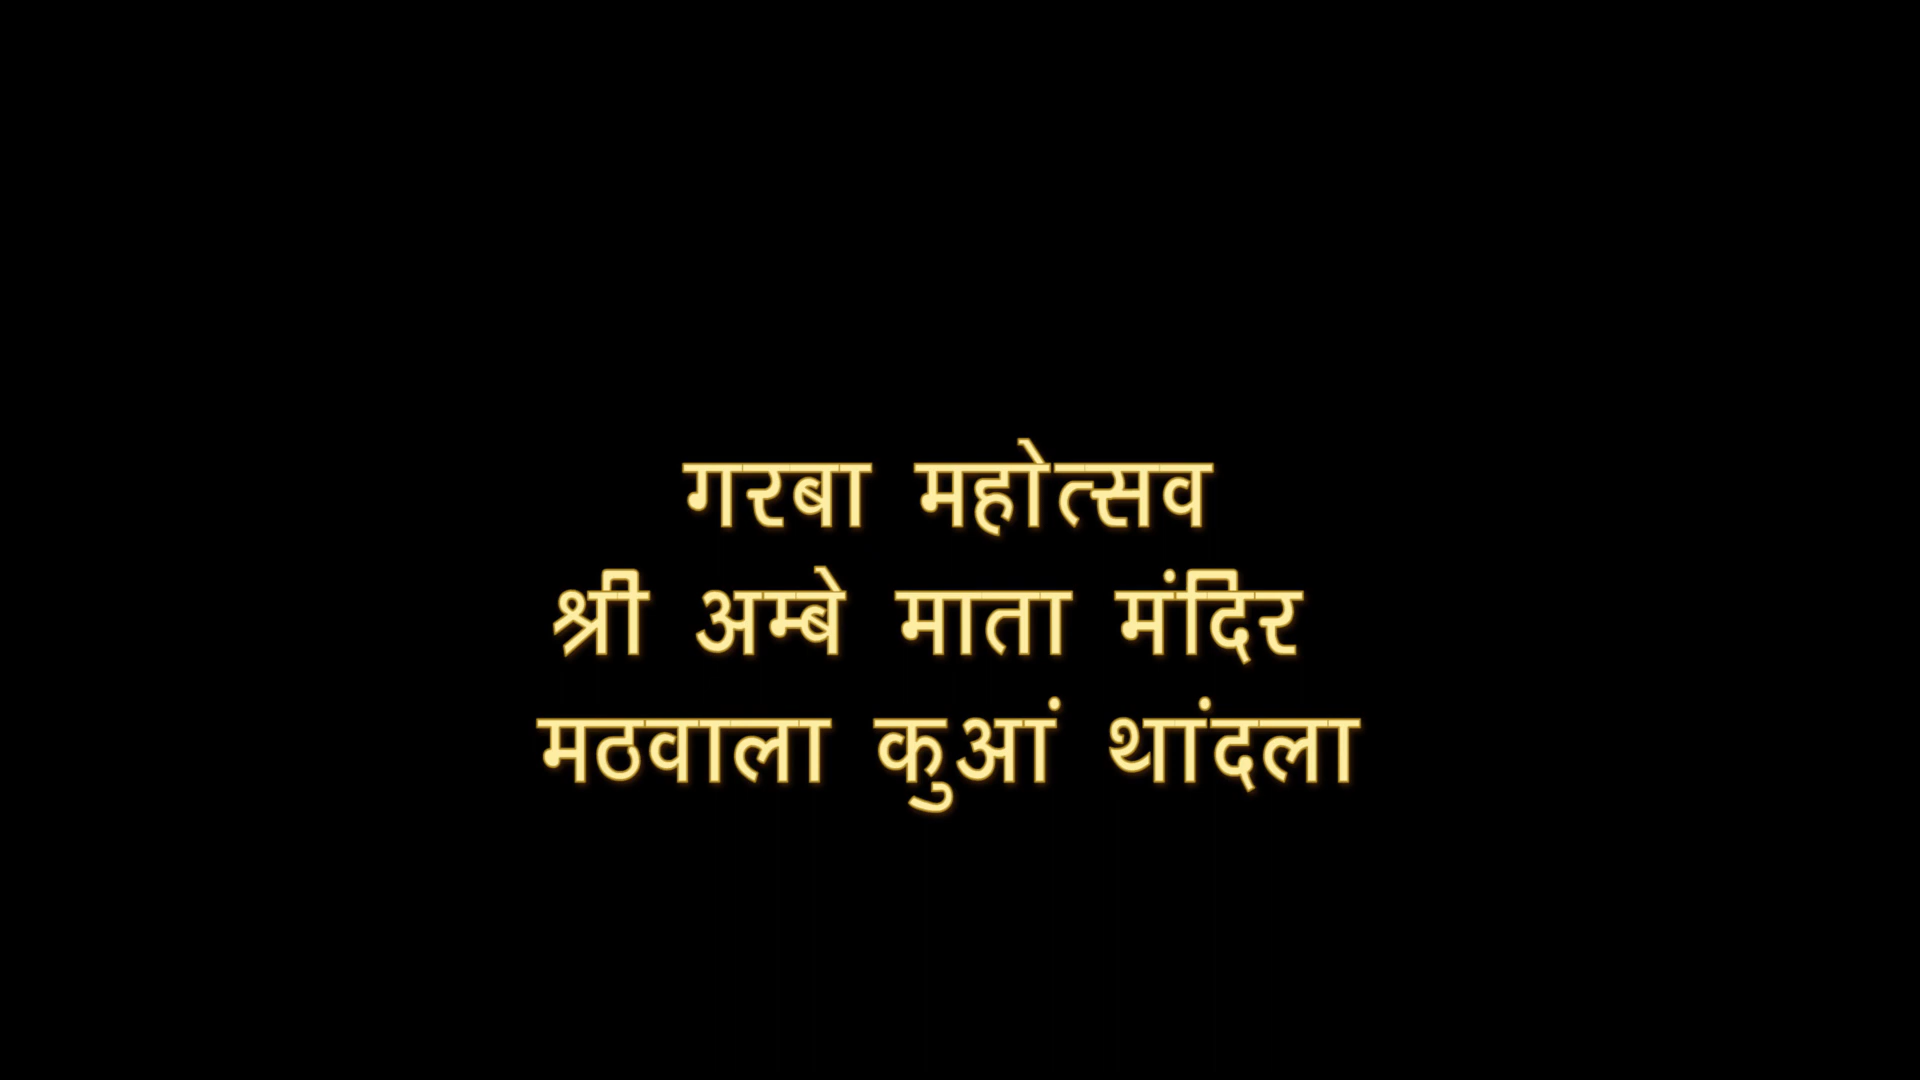 गरबा महोत्सव
श्री अम्बे माता मंदिर
मठवाला कुआं थांदला